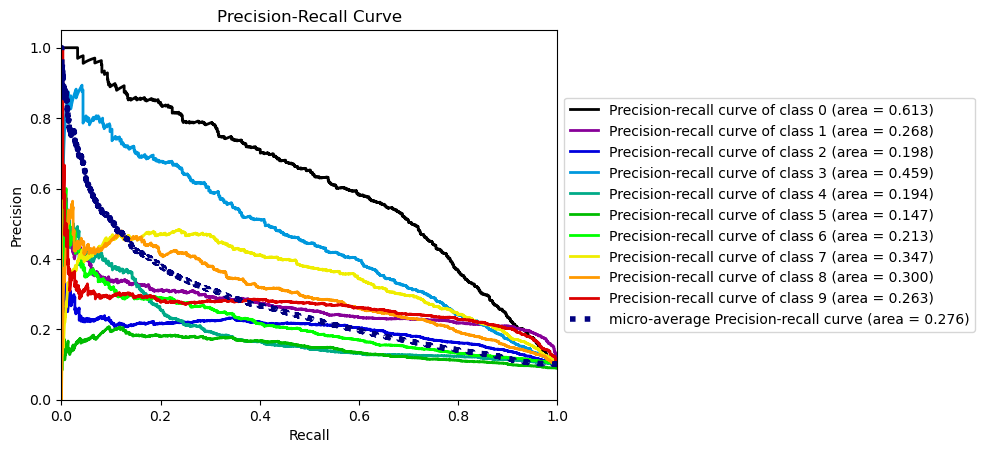 Precision-Recall Curve
1.0
0.8
0.6
0.4
0.2
0.0
Precision
0.0 0.2 0.4 0.6 0.8 1.0
Recall
Precision-recall curve of class 0 (area = 0.613)
Precision-recall curve of class 1 (area = 0.268)
Precision-recall curve of class 2 (area = 0.198)
Precision-recall curve of class 3 (area = 0.459)
Precision-recall curve of class 4 (area = 0.194)
Precision-recall curve of class 5 (area = 0.147)
Precision-recall curve of class 6 (area = 0.213)
Precision-recall curve of class 7 (area = 0.347)
Precision-recall curve of class 8 (area = 0.300)
Precision-recall curve of class 9 (area = 0.263)
micro-average Precision-recall curve (area = 0.276)